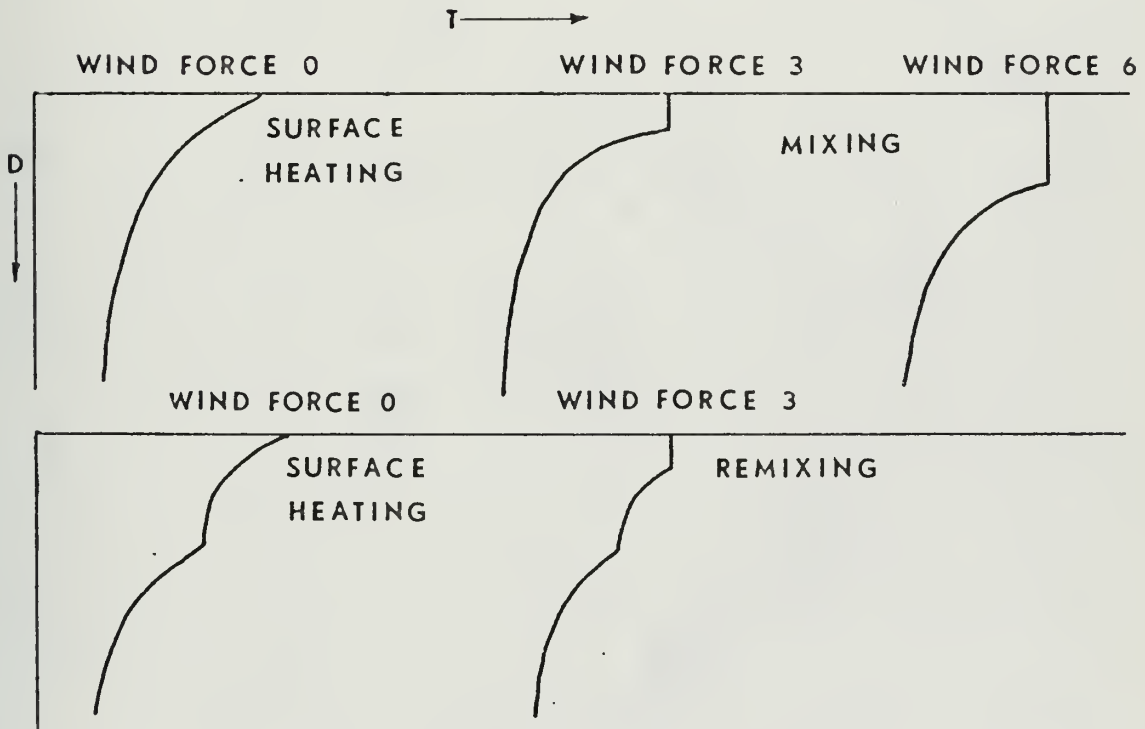 T
WIND FORCE 0
WIND FORCE 3
WIND FORCE 6
D
SURFACE
HEATING
MIXING
WIND FORCE 0
WIND FORCE 3
SURFACE
HEATING
REMIXING